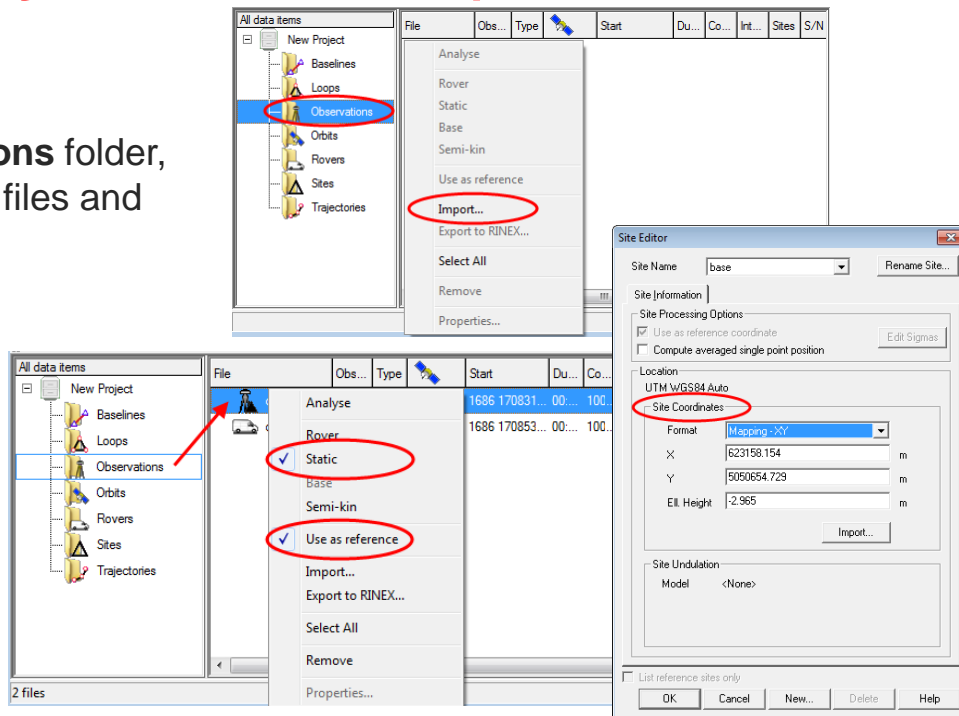 All data items
New Project
Baselines
Loops
Observations
Orbits
Rovers
Sites
Trajectories
File Obs... Type Start Du... Co... Int... Sites S/N
Analyse
Rover
Static
Base
Semi-kin
Use as reference
Import...
Export to RINEX...
Select All
Remove
Properties...
ons folder,
files and
Site Editor
Site Name base Rename Site...
Site Information
Site Processing Options
Use as reference coordinate
Edit Sigmas
Compute averaged single point position
Location
UTM WGS84 Auto
Site Coordinates
Format Mapping - XY
X 623158.154 m
Y 5050654.729 m
Ell. Height -2.965 m
Import...
Site Undulation
Model <None>
List reference sites only
OK Cancel New... Delete Help
All data items
New Project
Baselines
Loops
Observations
Orbits
Rovers
Sites
Trajectories
File Obs... Type Start Du... Co...
1686 170831... 00:... 100...
1686 170853... 00:... 100...
Analyse
Rover
Static
Base
Semi-kin
Use as reference
Import...
Export to RINEX...
Select All
Remove
Properties...
2 files